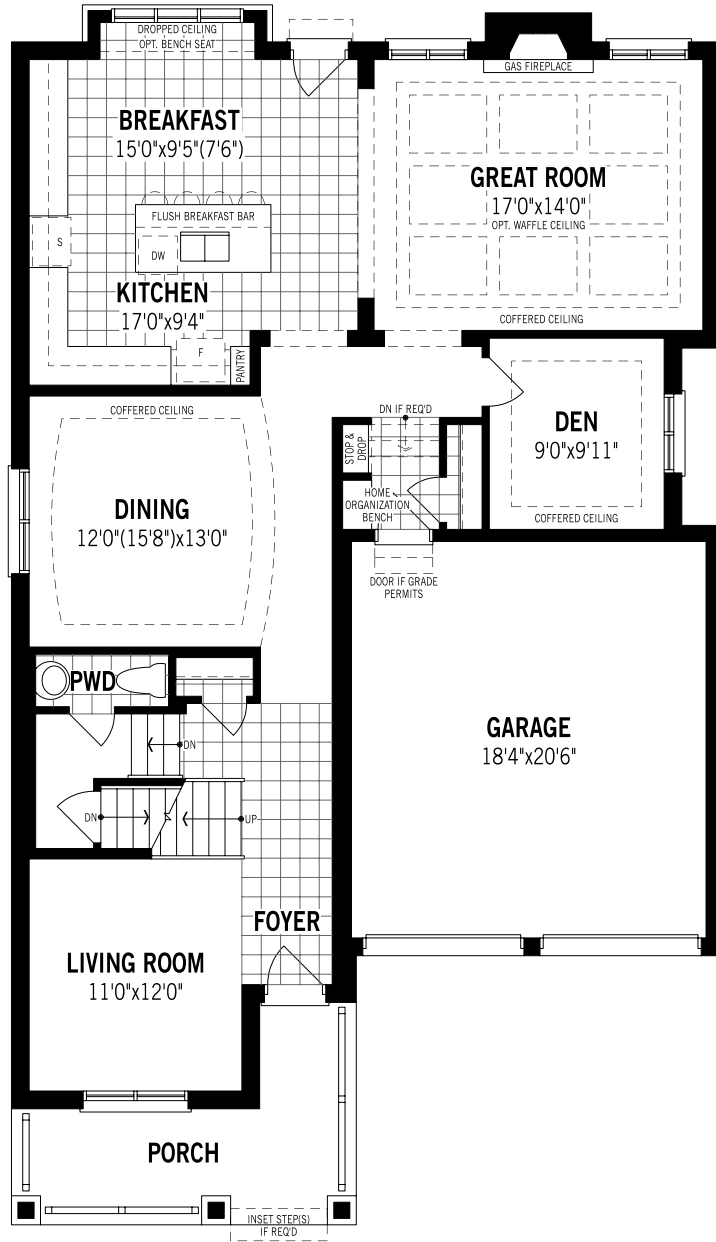 DROPPED CEILING
OPT. BENCH SEAT
GAS FIREPLACE
BREAKFAST
15'0"x9'5"(7'6")
GREAT ROOM
17'0"x14'0"
OPT. WAFFLE CEILING
FLUSH BREAKFAST BAR
S
DW
KITCHEN
17'0"x9'4"
COFFERED CEILING
F
PANTRY
COFFERED CEILING
DN IF REQ'D
DEN
9'0"x9'11"
STOP &
DROP
DINING
12'0"(15'8")x13'0"
HOME
ORGANIZATION
BENCH
COFFERED CEILING
DOOR IF GRADE
PERMITS
PWD
GARAGE
18'4"x20'6"
DN
DN
UP
FOYER
LIVING ROOM
11'0"x12'0"
PORCH
INSET STEP(S)
IF REQ'D